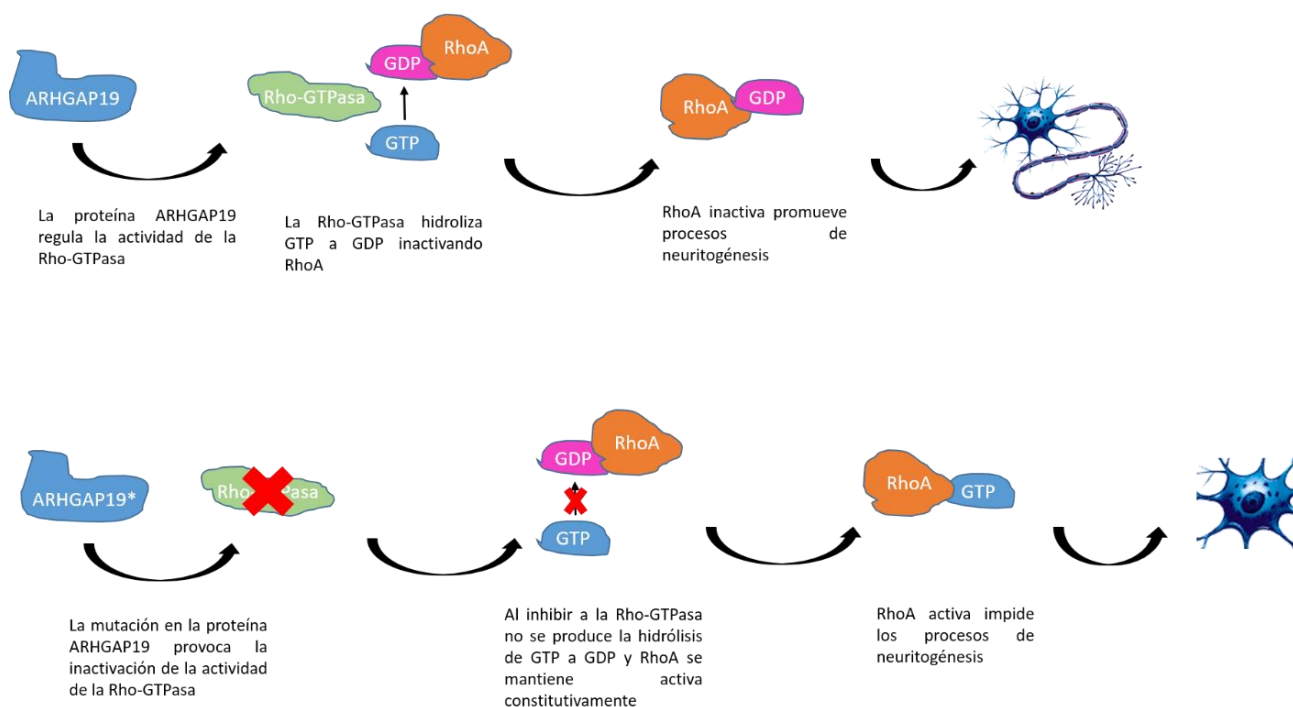 ARHGAP19
Rho-GTPasa
GDP
RhoA
GTP
RhoA
GDP
La proteína ARHGAP19
regula la actividad de la
Rho-GTPasa
La Rho-GTPasa hidroliza
GTP a GDP inactivando
RhoA
RhoA inactiva promueve
procesos de
neuritogénesis
ARHGAP19*
Rho-GTPasa
GDP
RhoA
GTP
RhoA
GTP
La mutación en la proteína
ARHGAP19 provoca la
inactivación de la actividad
de la Rho-GTPasa
Al inhibir a la Rho-GTPasa
no se produce la hidrólisis
de GTP a GDP y RhoA se
mantiene activa
constitutivamente
RhoA activa impide
los procesos de
neuritogénesis